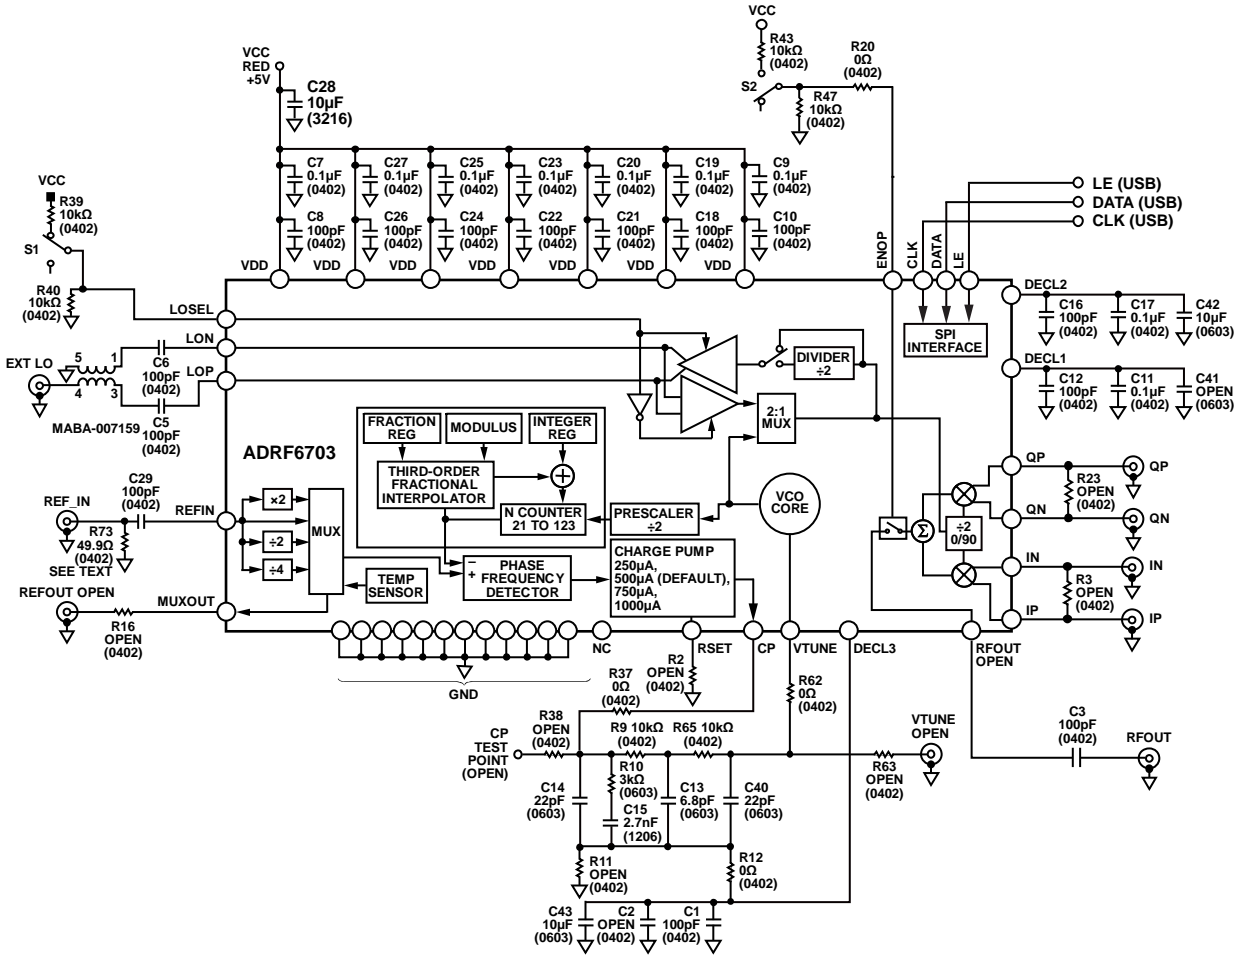 VCC
RED
+5V
C28
10µF
(3216)
VCC
R43
10kΩ
(0402)
S2
R47
10kΩ
(0402)
R20
0Ω
(0402)
C7
0.1µF
(0402)
C27
0.1µF
(0402)
C25
0.1µF
(0402)
C23
0.1µF
(0402)
C20
0.1µF
(0402)
C19
0.1µF
(0402)
C9
0.1µF
(0402)
C8
100pF
(0402)
C26
100pF
(0402)
C24
100pF
(0402)
C22
100pF
(0402)
C21
100pF
(0402)
C18
100pF
(0402)
C10
100pF
(0402)
VDD
VDD
VDD
VDD
VDD
VDD
VDD
ENOP
CLK
DATA
LE
LE (USB)
DATA (USB)
CLK (USB)
VCC
R39
10kΩ
(0402)
S1
R40
10kΩ
(0402)
LOSEL
LON
LOP
EXT LO
5
1
4
3
C6
100pF
(0402)
C5
100pF
(0402)
MABA-007159
SPI
INTERFACE
DECL2
C16
100pF
(0402)
C17
0.1µF
(0402)
C42
10µF
(0603)
DECL1
C12
100pF
(0402)
C11
0.1µF
(0402)
C41
OPEN
(0603)
DIVIDER
÷2
2:1
MUX
ADRF6703
FRACTION
REG
MODULUS
INTEGER
REG
THIRD-ORDER
FRACTIONAL
INTERPOLATOR
+
N COUNTER
21 TO 123
PRESCALER
÷2
VCO
CORE
C29
100pF
(0402)
REF_IN
R73
49.9Ω
(0402)
SEE TEXT
REFIN
×2
÷2
÷4
MUX
TEMP
SENSOR
−
+
PHASE
FREQUENCY
DETECTOR
CHARGE PUMP
250µA,
500µA (DEFAULT),
750µA,
1000µA
Σ
÷2
0/90
QP
QN
IN
IP
R23
OPEN
(0402)
QP
QN
R3
OPEN
(0402)
IN
IP
REFOUT OPEN
R16
OPEN
(0402)
MUXOUT
GND
NC
RSET
CP
VTUNE
DECL3
RFOUT
OPEN
R2
OPEN
(0402)
R37
0Ω
(0402)
R62
0Ω
(0402)
CP
TEST
POINT
(OPEN)
R38
OPEN
(0402)
R9 10kΩ
(0402)
R65 10kΩ
(0402)
R10
3kΩ
(0603)
C14
22pF
(0603)
C15
2.7nF
(1206)
C13
6.8pF
(0603)
C40
22pF
(0603)
R63
OPEN
(0402)
VTUNE
OPEN
C3
100pF
(0402)
RFOUT
R11
OPEN
(0402)
R12
0Ω
(0402)
C43
10µF
(0603)
C2
OPEN
(0402)
C1
100pF
(0402)